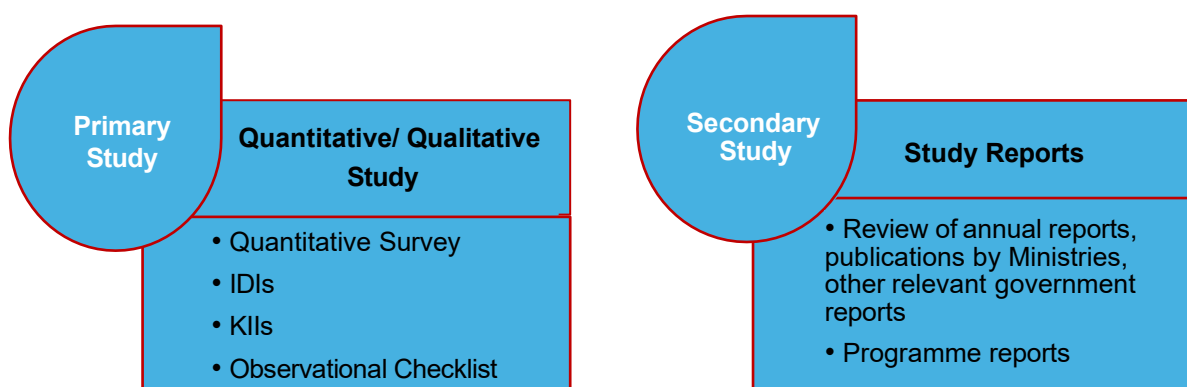 Primary
Study
Quantitative/ Qualitative
Study
• Quantitative Survey
• IDIs
• KIIs
• Observational Checklist
Secondary
Study
Study Reports
• Review of annual reports,
publications by Ministries,
other relevant government
reports
• Programme reports